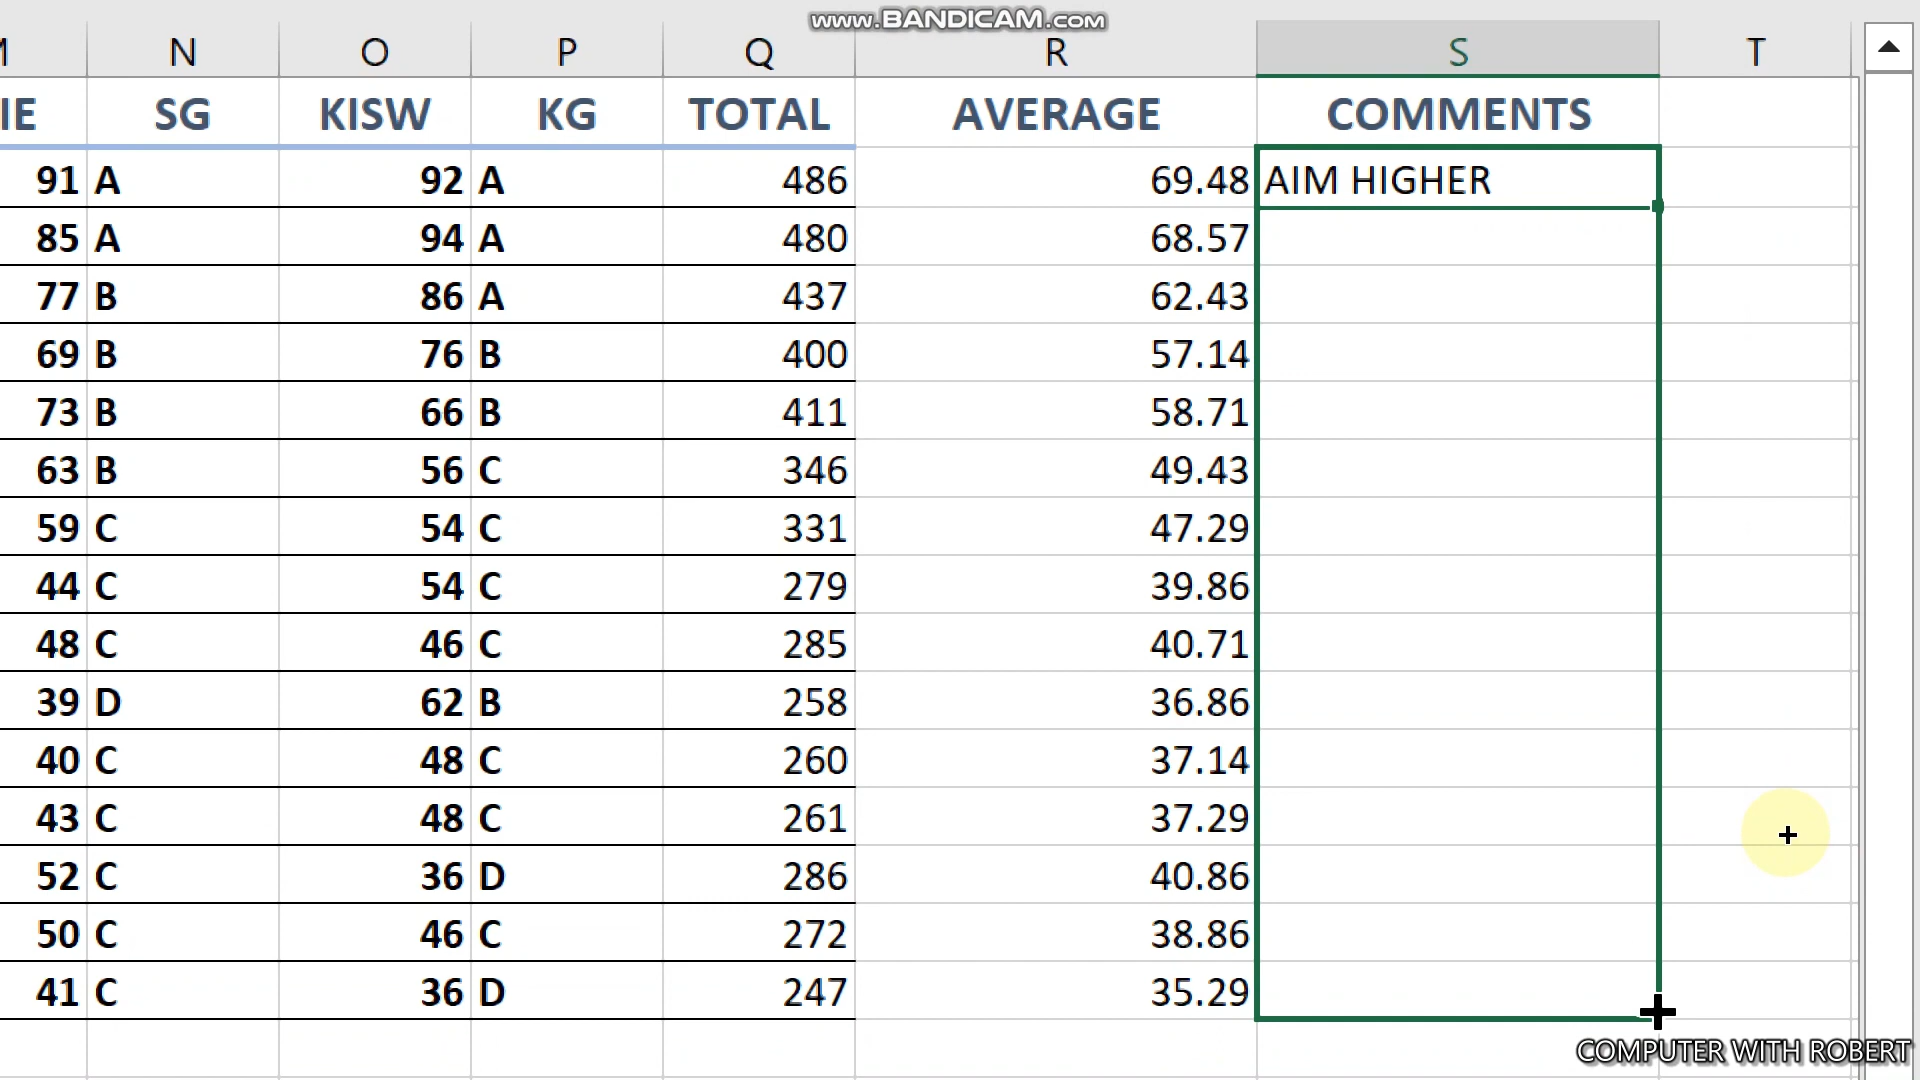 www.BANDICAM.com
N O P Q R S T
IE SG KISW KG TOTAL AVERAGE COMMENTS
91 A 92 A 486 69.48 AIM HIGHER
85 A 94 A 480 68.57
77 B 86 A 437 62.43
69 B 76 B 400 57.14
73 B 66 B 411 58.71
63 B 56 C 346 49.43
59 C 54 C 331 47.29
44 C 54 C 279 39.86
48 C 46 C 285 40.71
39 D 62 B 258 36.86
40 C 48 C 260 37.14
43 C 48 C 261 37.29
52 C 36 D 286 40.86
50 C 46 C 272 38.86
41 C 36 D 247 35.29
COMPUTER WITH ROBERT